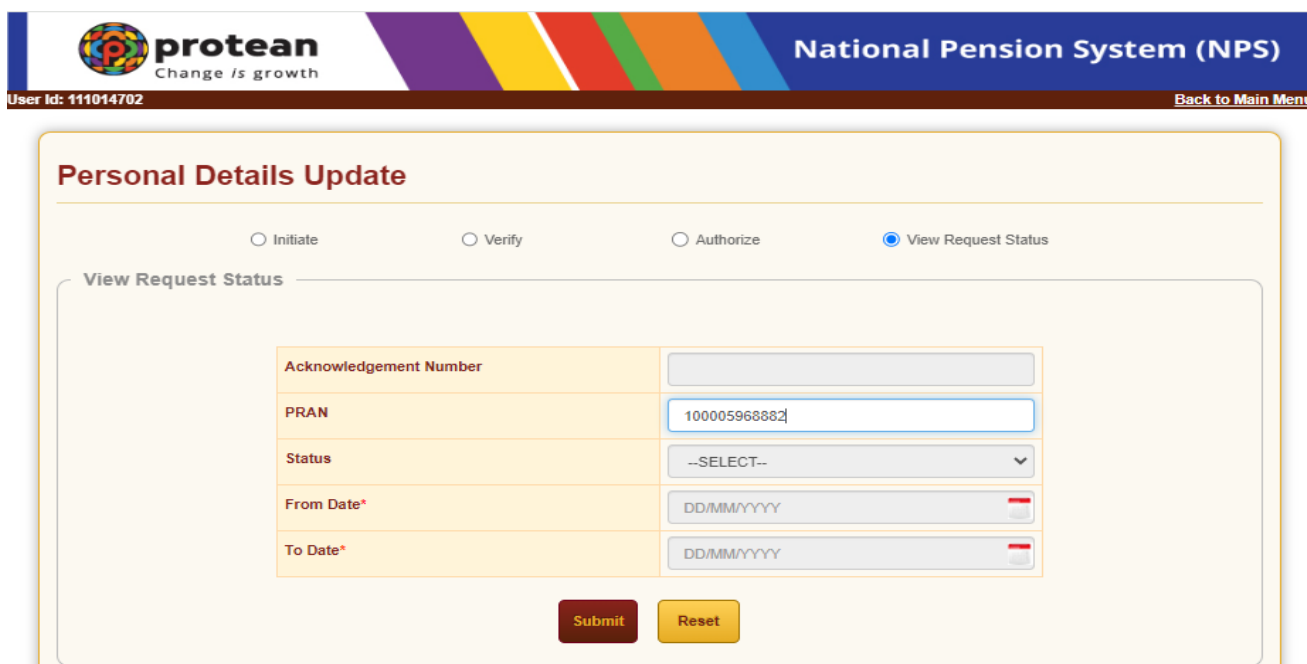 protean
Change is growth
National Pension System (NPS)
User Id: 111014702
Back to Main Menu
Personal Details Update
Initiate
Verify
Authorize
View Request Status
View Request Status
Acknowledgement Number
PRAN
100005968882
Status
--SELECT--
From Date*
DD/MM/YYYY
To Date*
DD/MM/YYYY
Submit
Reset